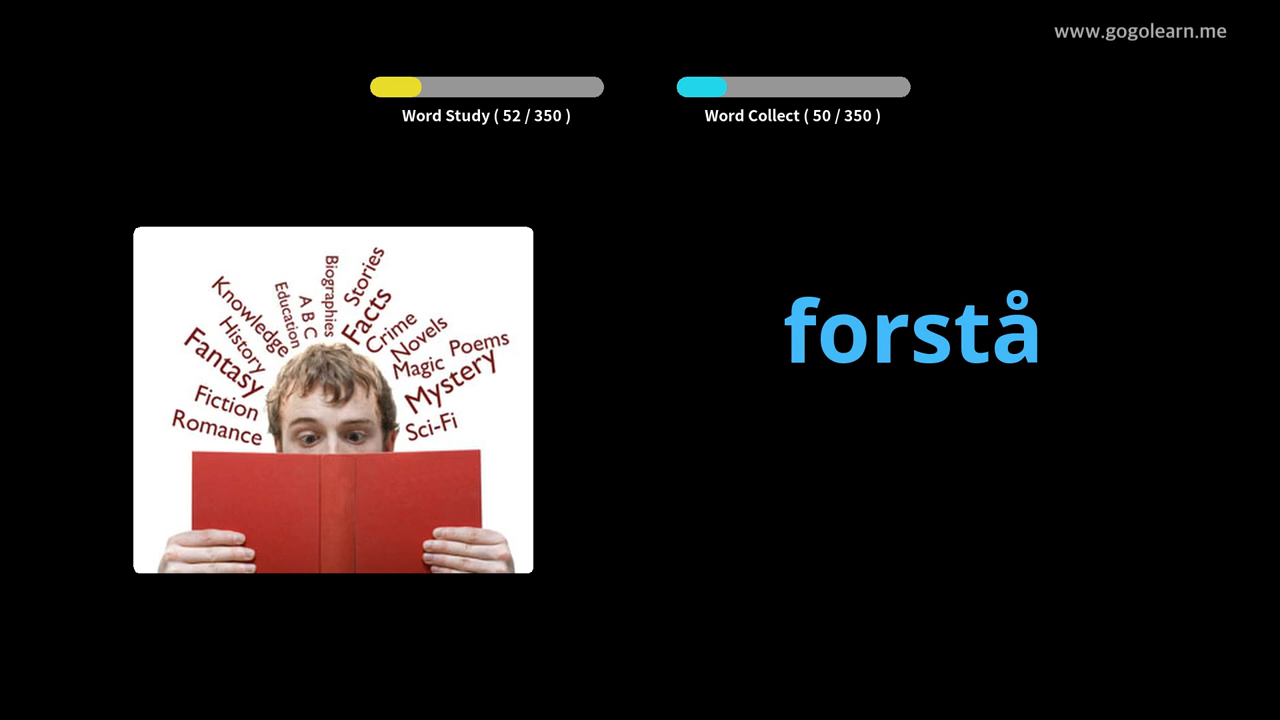 www.gogolearn.me
Word Study ( 52 / 350 )
Word Collect ( 50 / 350 )
forstå
Biographies
Stories
Knowledge
Education
A B C
Facts
Crime
History
Novels
Poems
Fantasy
Magic
Mystery
Fiction
Romance
Sci-Fi